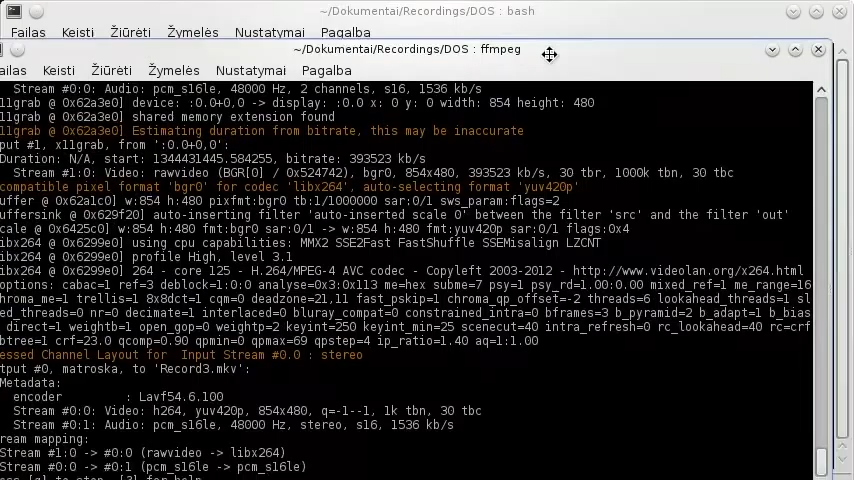 ~/Dokumentai/Recordings/DOS : bash
Failas Keisti Žiūrėti Žymelės Nustatymai Pagalba
~/Dokumentai/Recordings/DOS : ffmpeg
ailas Keisti Žiūrėti Žymelės Nustatymai Pagalba
Stream #0:0: Audio: pcm_s16le, 48000 Hz, 2 channels, s16, 1536 kb/s
11grab @ 0x62a3e0] device: :0.0+0,0 -> display: :0.0 x: 0 y: 0 width: 854 height: 480
11grab @ 0x62a3e0] shared memory extension found
11grab @ 0x62a3e0] Estimating duration from bitrate, this may be inaccurate
put #1, x11grab, from ':0.0+0,0':
Duration: N/A, start: 1344431445.584255, bitrate: 393523 kb/s
Stream #1:0: Video: rawvideo (BGR[0] / 0x524742), bgr0, 854x480, 393523 kb/s, 30 tbr, 1000k tbn, 30 tbc
compatible pixel format 'bgr0' for codec 'libx264', auto-selecting format 'yuv420p'
uffer @ 0x62a1c0] w:854 h:480 pixfmt:bgr0 tb:1/1000000 sar:0/1 sws_param:flags=2
uffersink @ 0x629f20] auto-inserting filter 'auto-inserted scale 0' between the filter 'src' and the filter 'out'
cale @ 0x6425c0] w:854 h:480 fmt:bgr0 sar:0/1 -> w:854 h:480 fmt:yuv420p sar:0/1 flags:0x4
ibx264 @ 0x6299e0] using cpu capabilities: MMX2 SSE2Fast FastShuffle SSEMisalign LZCNT
ibx264 @ 0x6299e0] profile High, level 3.1
ibx264 @ 0x6299e0] 264 - core 125 - H.264/MPEG-4 AVC codec - Copyleft 2003-2012 - http://www.videolan.org/x264.html
options: cabac=1 ref=3 deblock=1:0:0 analyse=0x3:0x113 me=hex subme=7 psy=1 psy_rd=1.00:0.00 mixed_ref=1 me_range=16
hroma_me=1 trellis=1 8x8dct=1 cqm=0 deadzone=21,11 fast_pskip=1 chroma_qp_offset=-2 threads=6 lookahead_threads=1 sl
ed_threads=0 nr=0 decimate=1 interlaced=0 bluray_compat=0 constrained_intra=0 bframes=3 b_pyramid=2 b_adapt=1 b_bias
direct=1 weightb=1 open_gop=0 weightp=2 keyint=250 keyint_min=25 scenecut=40 intra_refresh=0 rc_lookahead=40 rc=crf
btree=1 crf=23.0 qcomp=0.90 qpmin=0 qpmax=69 qpstep=4 ip_ratio=1.40 aq=1:1.00
essed Channel Layout for  Input Stream #0.0 : stereo
tput #0, matroska, to 'Record3.mkv':
Metadata:
encoder         : Lavf54.6.100
Stream #0:0: Video: h264, yuv420p, 854x480, q=-1--1, 1k tbn, 30 tbc
Stream #0:1: Audio: pcm_s16le, 48000 Hz, stereo, s16, 1536 kb/s
ream mapping:
Stream #1:0 -> #0:0 (rawvideo -> libx264)
Stream #0:0 -> #0:1 (pcm_s16le -> pcm_s16le)
ess [q] to stop, [?] for help